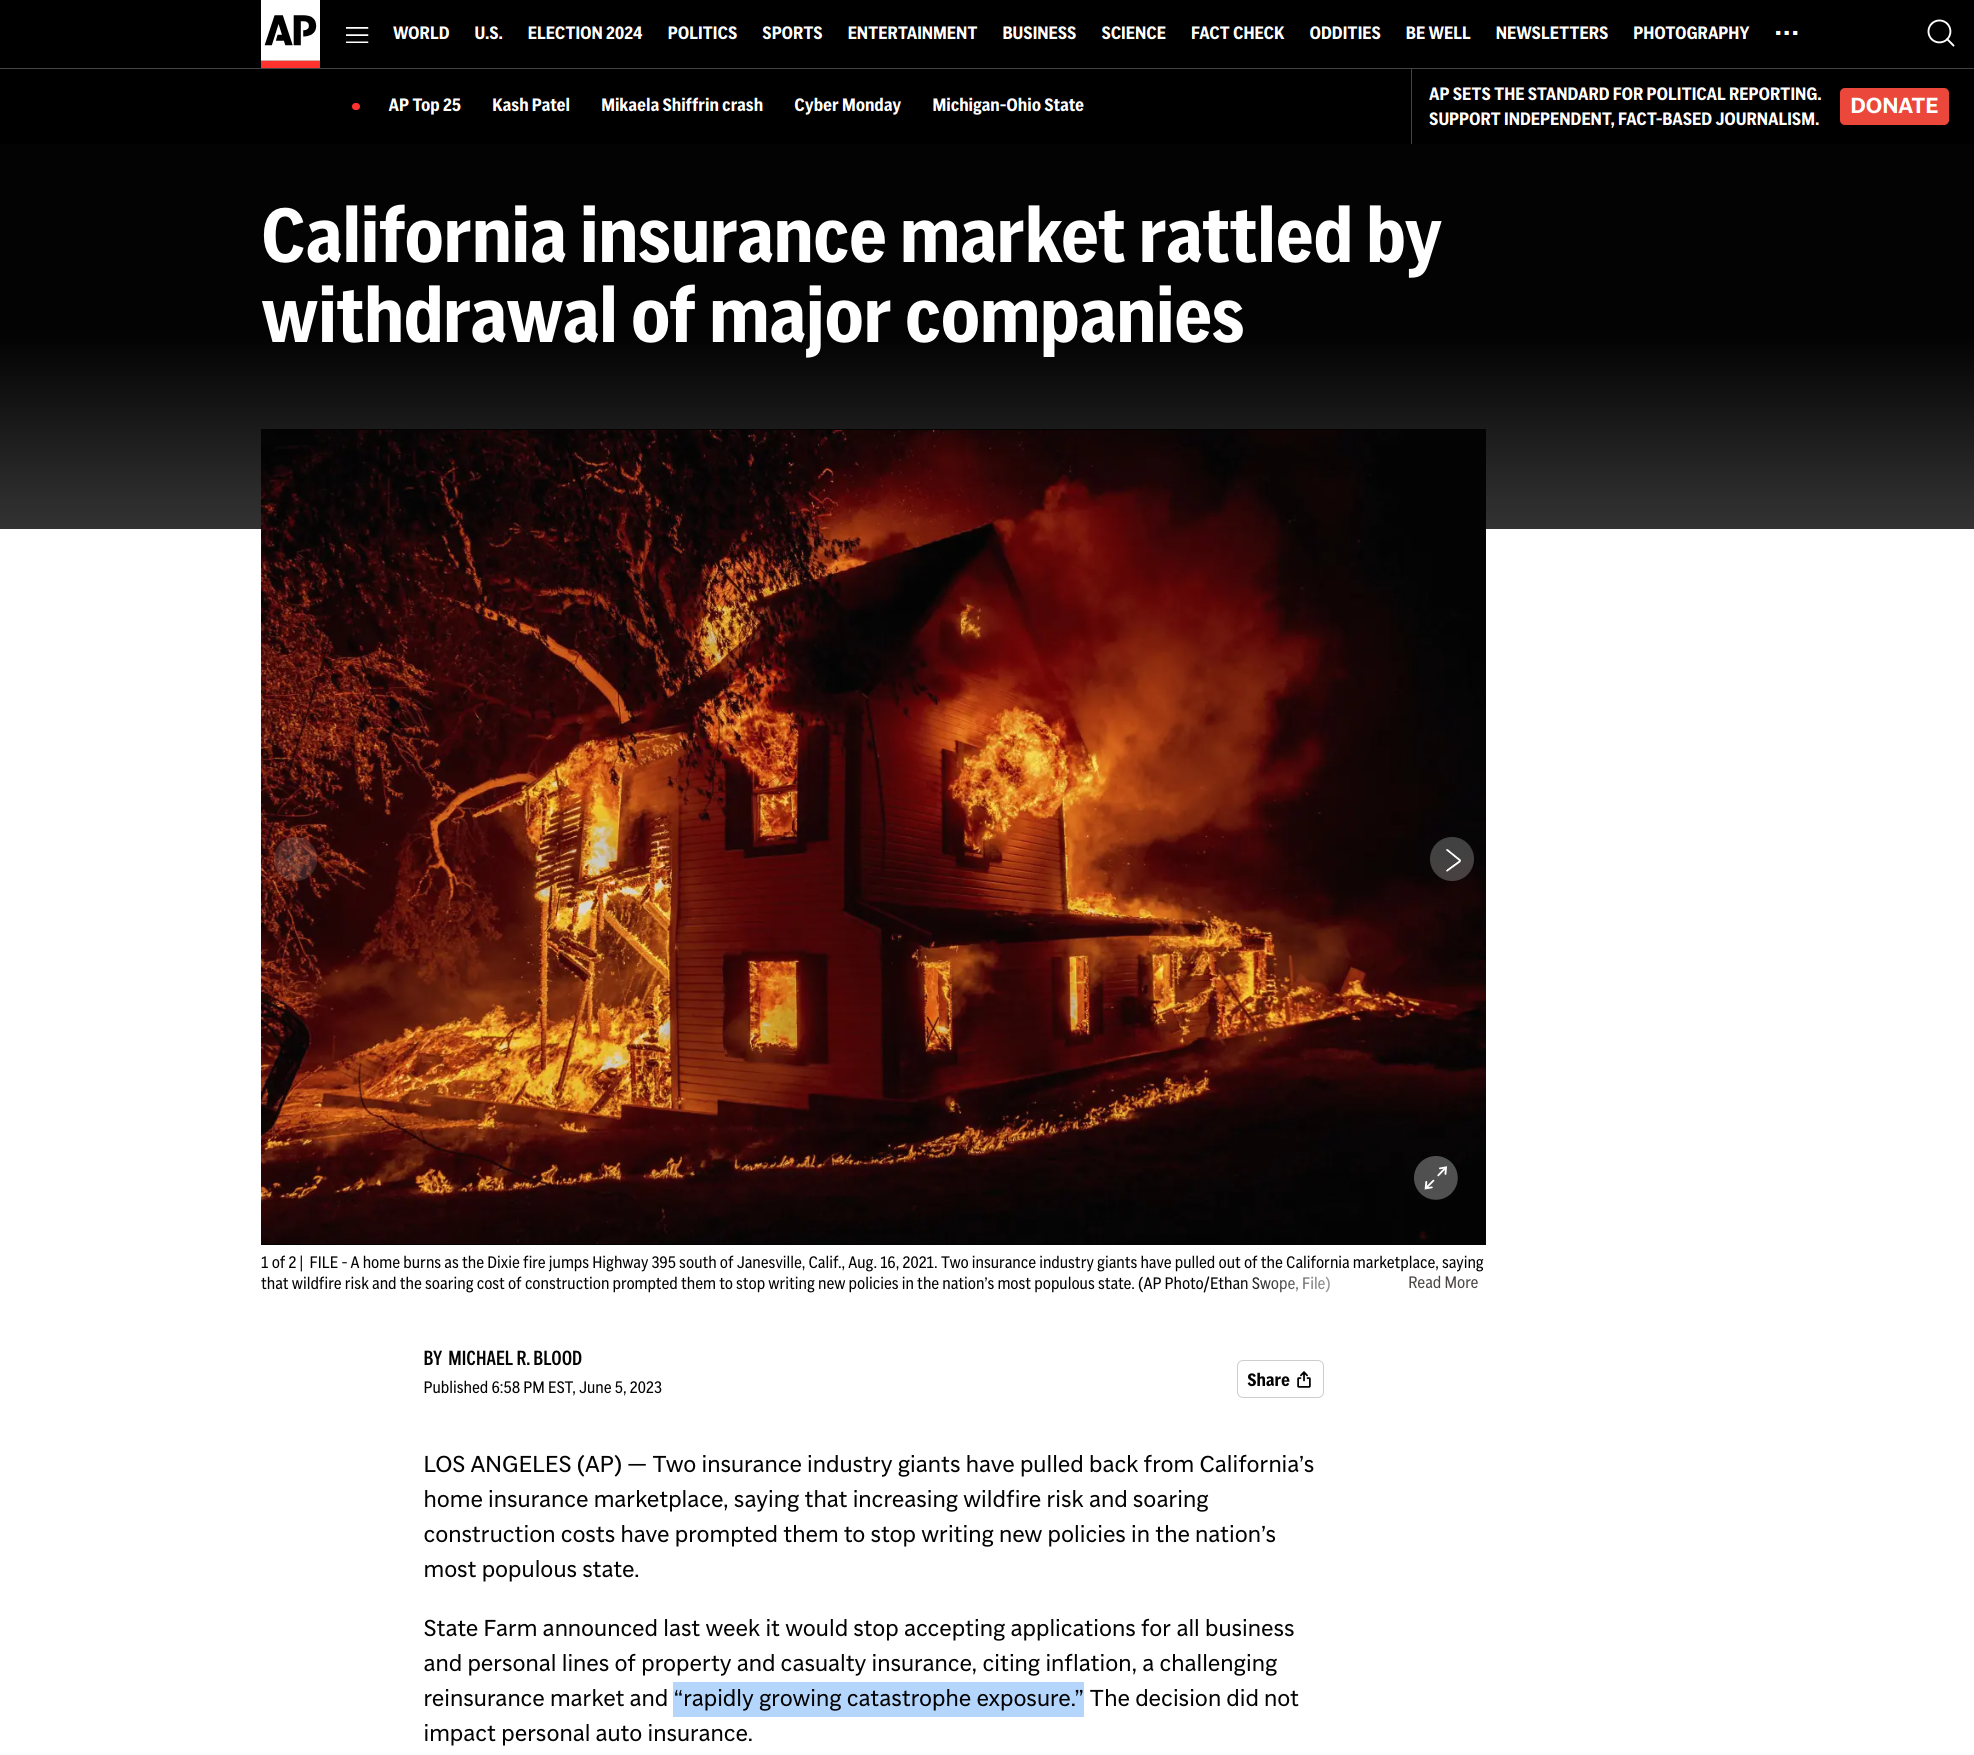 AP
WORLD U.S. ELECTION 2024 POLITICS SPORTS ENTERTAINMENT BUSINESS SCIENCE FACT CHECK ODDITIES BE WELL NEWSLETTERS PHOTOGRAPHY ...
AP Top 25 Kash Patel Mikaela Shiffrin crash Cyber Monday Michigan-Ohio State
AP SETS THE STANDARD FOR POLITICAL REPORTING.
SUPPORT INDEPENDENT, FACT-BASED JOURNALISM.
DONATE
California insurance market rattled by
withdrawal of major companies
1 of 2 | FILE - A home burns as the Dixie fire jumps Highway 395 south of Janesville, Calif., Aug. 16, 2021. Two insurance industry giants have pulled out of the California marketplace, saying
that wildfire risk and the soaring cost of construction prompted them to stop writing new policies in the nation’s most populous state. (AP Photo/Ethan Swope, File)
Read More
BY MICHAEL R. BLOOD
Published 6:58 PM EST, June 5, 2023
Share
LOS ANGELES (AP) — Two insurance industry giants have pulled back from California’s
home insurance marketplace, saying that increasing wildfire risk and soaring
construction costs have prompted them to stop writing new policies in the nation’s
most populous state.
State Farm announced last week it would stop accepting applications for all business
and personal lines of property and casualty insurance, citing inflation, a challenging
reinsurance market and “rapidly growing catastrophe exposure.” The decision did not
impact personal auto insurance.